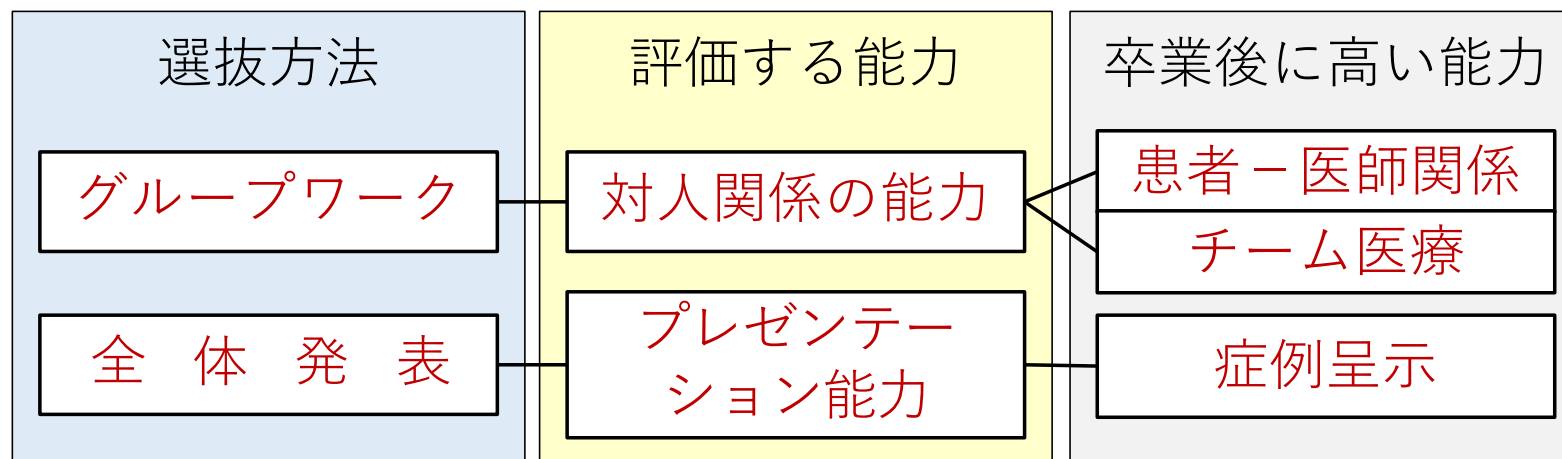 選抜方法
グループワーク
全体発表
評価する能力
対人関係の能力
プレゼンテー
ション能力
卒業後に高い能力
患者－医師関係
チーム医療
症例呈示